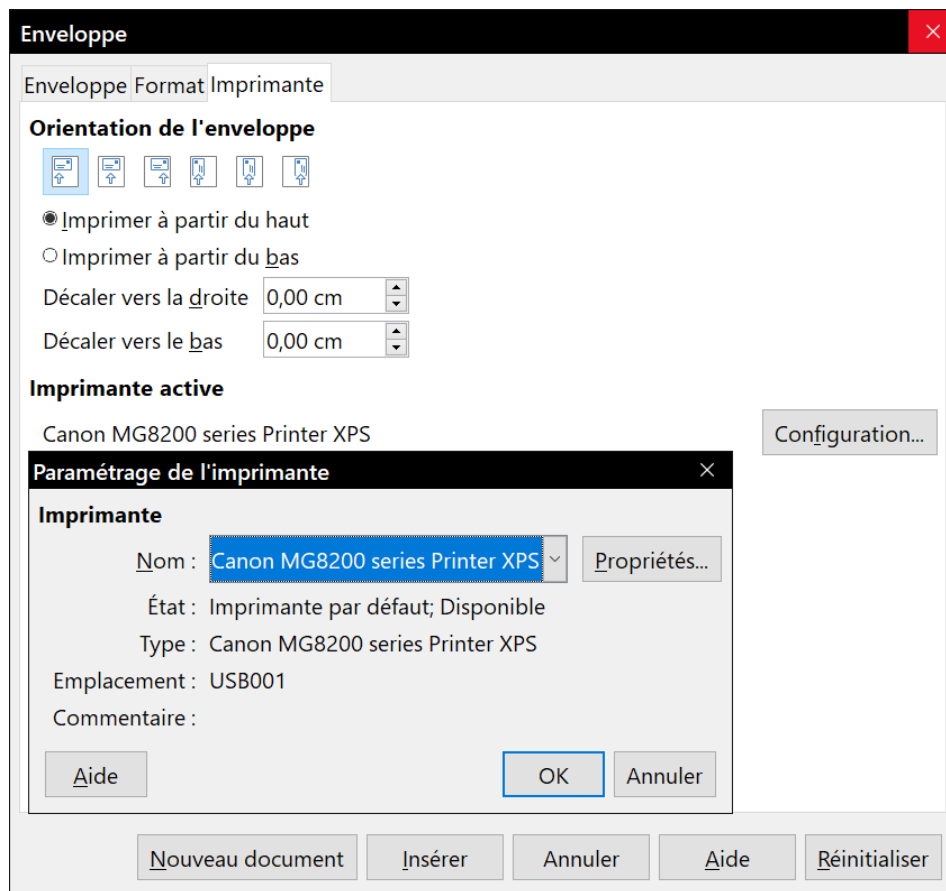 Enveloppe
Enveloppe Format Imprimante
Orientation de l'enveloppe
Imprimer à partir du haut
Imprimer à partir du bas
Décaler vers la droite 0,00 cm
Décaler vers le bas 0,00 cm
Imprimante active
Canon MG8200 series Printer XPS Configuration...
Paramétrage de l'imprimante
Imprimante
Nom : Canon MG8200 series Printer XPS Propriétés...
État : Imprimante par défaut; Disponible
Type : Canon MG8200 series Printer XPS
Emplacement : USB001
Commentaire :
Aide OK Annuler
Nouveau document Insérer Annuler Aide Réinitialiser